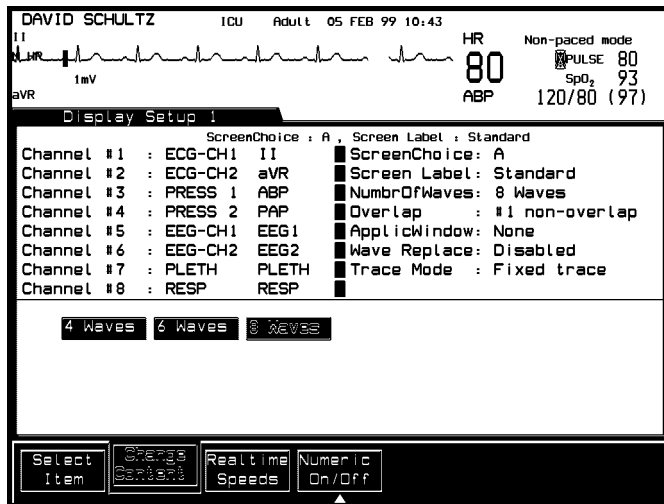 DAVID SCHULTZ ICU Adult 05 FEB 99 10:43
II
HR Non-paced mode
HR
80
PULSE 80
1mV
SpO2 93
aVR
ABP 120/80 (97)
Display Setup 1
ScreenChoice : A , Screen Label : Standard
Channel #1 : ECG-CH1 II ScreenChoice: A
Channel #2 : ECG-CH2 aVR Screen Label: Standard
Channel #3 : PRESS 1 ABP NumbrOfWaves: 8 Waves
Channel #4 : PRESS 2 PAP Overlap : #1 non-overlap
Channel #5 : EEG-CH1 EEG1 ApplicWindow: None
Channel #6 : EEG-CH2 EEG2 Wave Replace: Disabled
Channel #7 : PLETH PLETH Trace Mode : Fixed trace
Channel #8 : RESP RESP
4 Waves 6 Waves 8 Waves
Select Item
Change Content
Realtime Speeds
Numeric On/Off